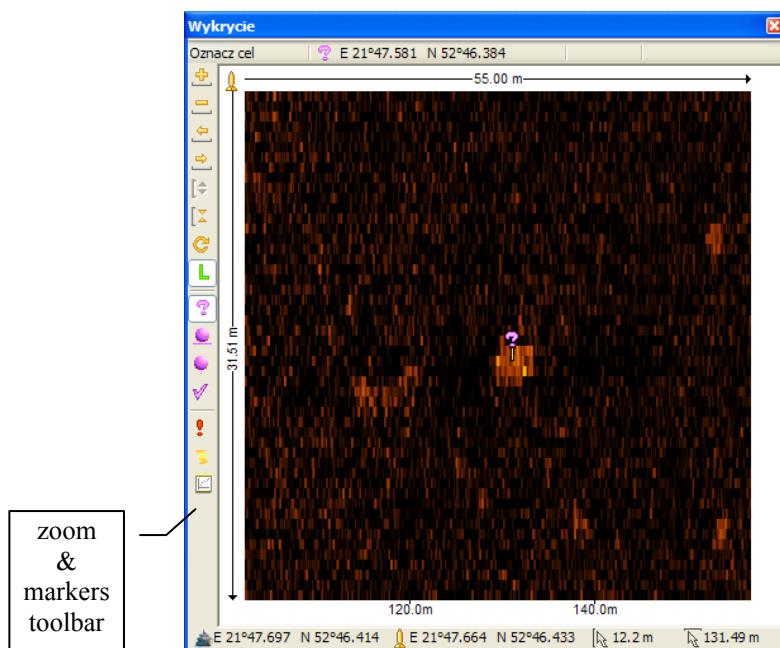 Wykrycie
Oznacz cel ? E 21°47.581 N 52°46.384
55.00 m
31.51 m
L
?
?
!
120.0m 140.0m
zoom
&
markers
toolbar
E 21°47.697 N 52°46.414 E 21°47.664 N 52°46.433 12.2 m 131.49 m